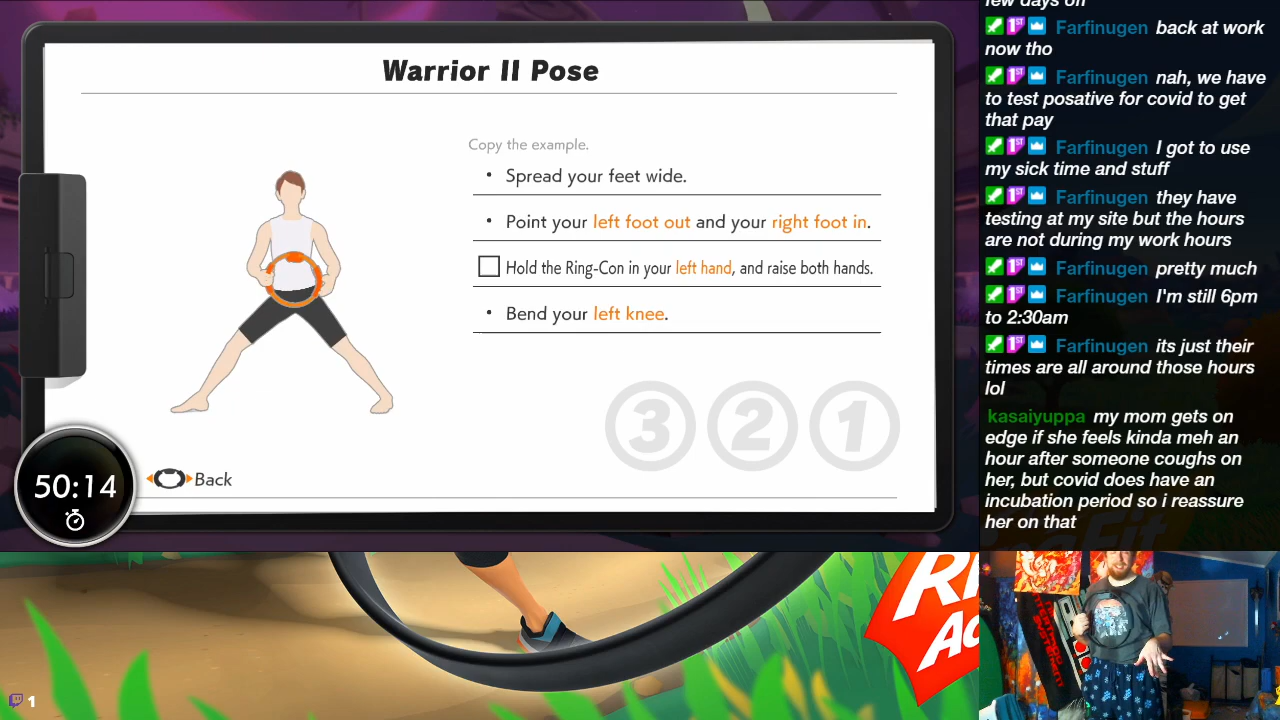 Warrior II Pose
Copy the example.
• Spread your feet wide.
• Point your left foot out and your right foot in.
Hold the Ring-Con in your left hand, and raise both hands.
• Bend your left knee.
3 2 1
50:14
Back
1
few days off
Farfinugen back at work
now tho
Farfinugen nah, we have
to test posative for covid to get
that pay
Farfinugen I got to use
my sick time and stuff
Farfinugen they have
testing at my site but the hours
are not during my work hours
Farfinugen pretty much
Farfinugen I'm still 6pm
to 2:30am
Farfinugen its just their
times are all around those hours
lol
kasaiyuppa my mom gets on
edge if she feels kinda meh an
hour after someone coughs on
her, but covid does have an
incubation period so i reassure
her on that